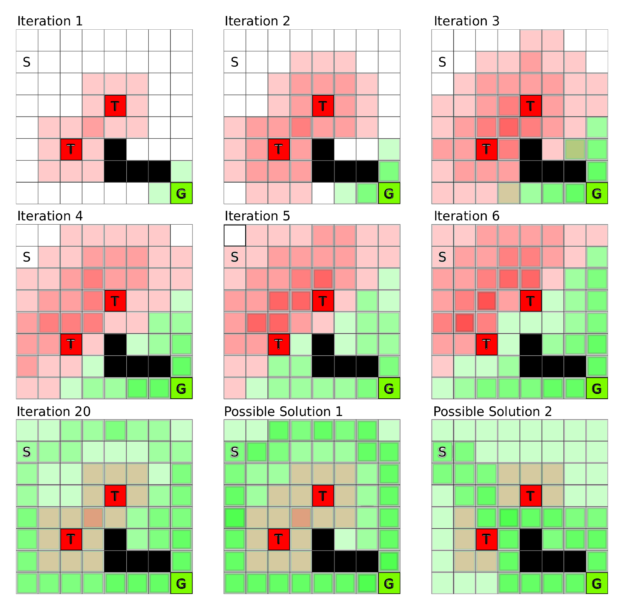 Iteration 1 Iteration 2 Iteration 3
S S S
T T T
T T T
G G G
Iteration 4 Iteration 5 Iteration 6
S S S
T T T
T T T
G G G
Iteration 20 Possible Solution 1 Possible Solution 2
S S S
T T T
T T T
G G G